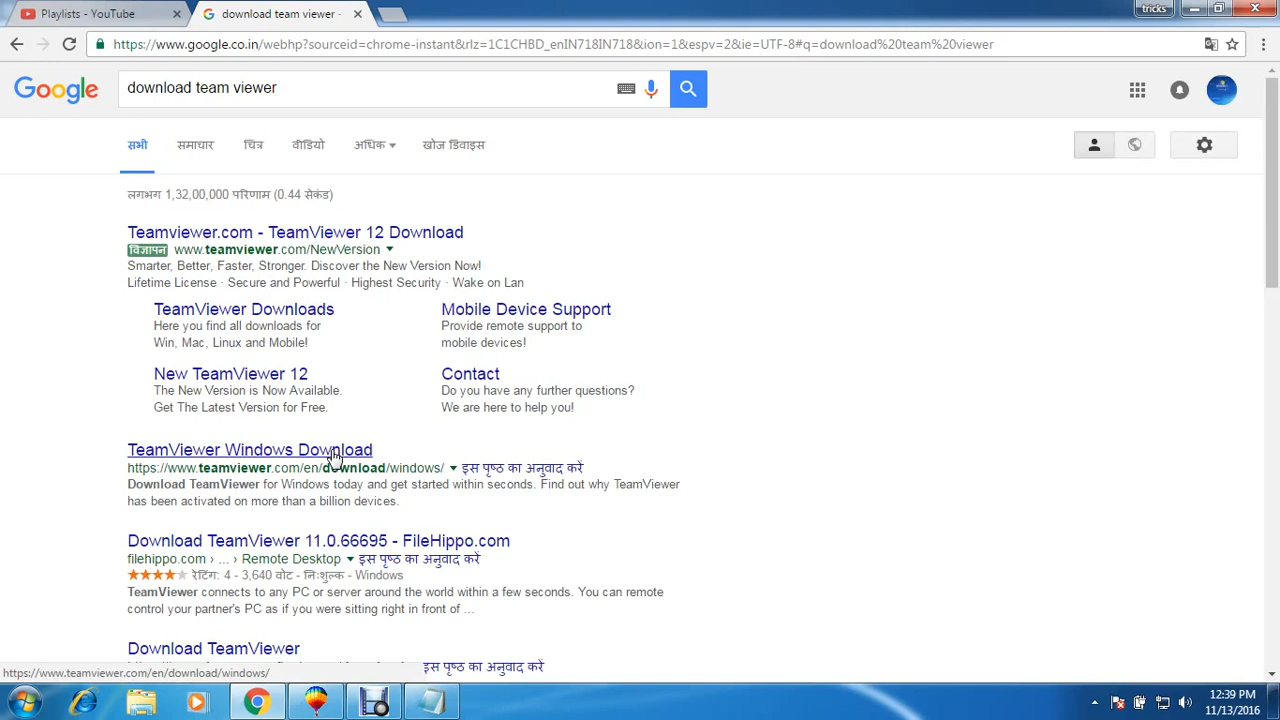 Playlists - YouTube
download team viewer -
tricks
https://www.google.co.in/webhp?sourceid=chrome-instant&rlz=1C1CHBD_enIN718IN718&ion=1&espv=2&ie=UTF-8#q=download%20team%20viewer
Google
download team viewer
सभी समाचार चित्र वीडियो अधिक खोज डिवाइस
लगभग 1,32,00,000 परिणाम (0.44 सेकंड)
Teamviewer.com - TeamViewer 12 Download
विज्ञापन www.teamviewer.com/NewVersion
Smarter, Better, Faster, Stronger. Discover the New Version Now!
Lifetime License · Secure and Powerful · Highest Security · Wake on Lan
TeamViewer Downloads
Here you find all downloads for
Win, Mac, Linux and Mobile!
Mobile Device Support
Provide remote support to
mobile devices!
New TeamViewer 12
The New Version is Now Available.
Get The Latest Version for Free.
Contact
Do you have any further questions?
We are here to help you!
TeamViewer Windows Download
https://www.teamviewer.com/en/download/windows/ इस पृष्ठ का अनुवाद करें
Download TeamViewer for Windows today and get started within seconds. Find out why TeamViewer
has been activated on more than a billion devices.
Download TeamViewer 11.0.66695 - FileHippo.com
filehippo.com › ... › Remote Desktop इस पृष्ठ का अनुवाद करें
रेटिंग: 4 - 3,640 वोट - निःशुल्क - Windows
TeamViewer connects to any PC or server around the world within a few seconds. You can remote
control your partner's PC as if you were sitting right in front of ...
Download TeamViewer
इस पृष्ठ का अनुवाद करें
https://www.teamviewer.com/en/download/windows/
12:39 PM
11/13/2016